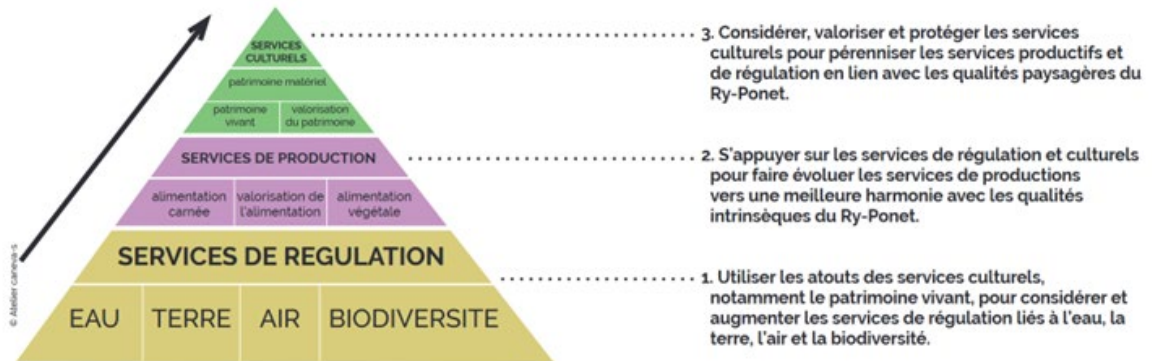 SERVICES
CULTURELS
patrimoine matériel
patrimoine
vivant
valorisation
du patrimoine
3. Considérer, valoriser et protéger les services
culturels pour pérenniser les services productifs et
de régulation en lien avec les qualités paysagères du
Ry-Ponet.
SERVICES DE PRODUCTION
alimentation
carnée
valorisation de
l'alimentation
alimentation
végétale
2. S'appuyer sur les services de régulation et culturels
pour faire évoluer les services de productions
vers une meilleure harmonie avec les qualités
intrinsèques du Ry-Ponet.
SERVICES DE REGULATION
EAU
TERRE
AIR
BIODIVERSITE
1. Utiliser les atouts des services culturels,
notamment le patrimoine vivant, pour considérer et
augmenter les services de régulation liés à l'eau, la
terre, l'air et la biodiversité.
© Atelier caneva-s